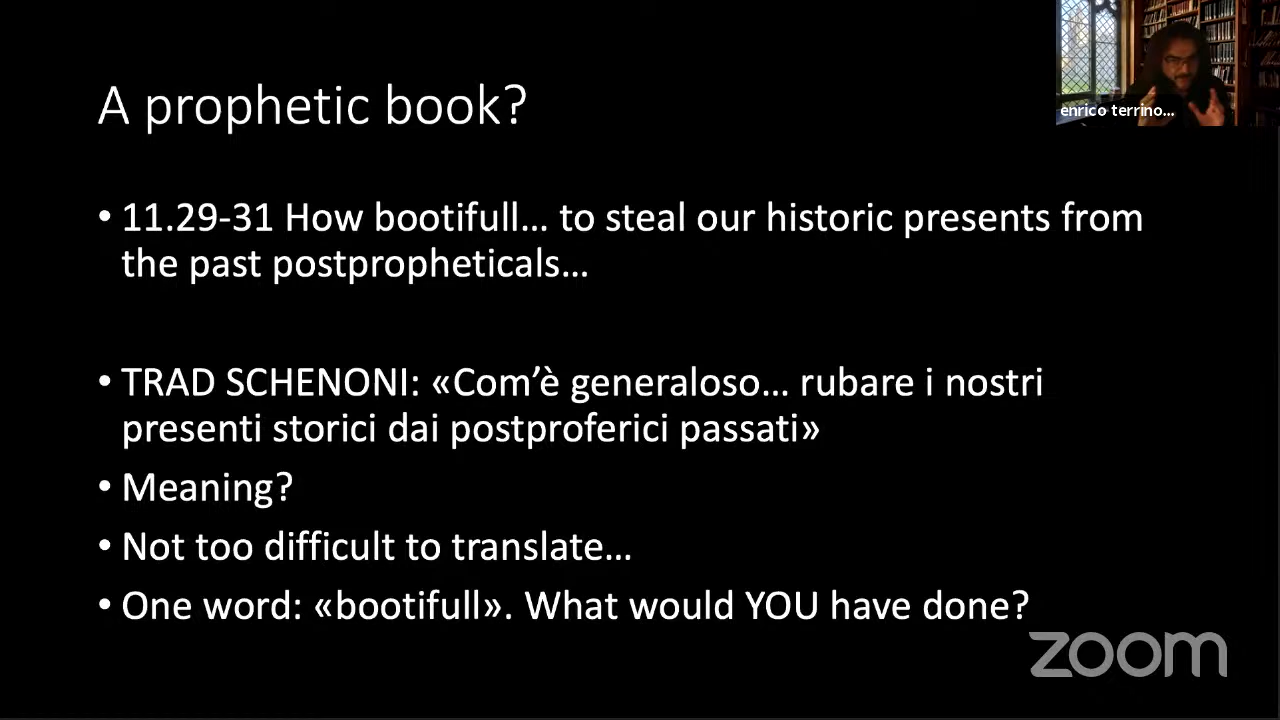 A prophetic book?
enrico terrino...
• 11.29-31 How bootifull… to steal our historic presents from
the past postpropheticals…
• TRAD SCHENONI: «Com’è generaloso… rubare i nostri
presenti storici dai postproferici passati»
• Meaning?
• Not too difficult to translate…
• One word: «bootifull». What would YOU have done?
zoom